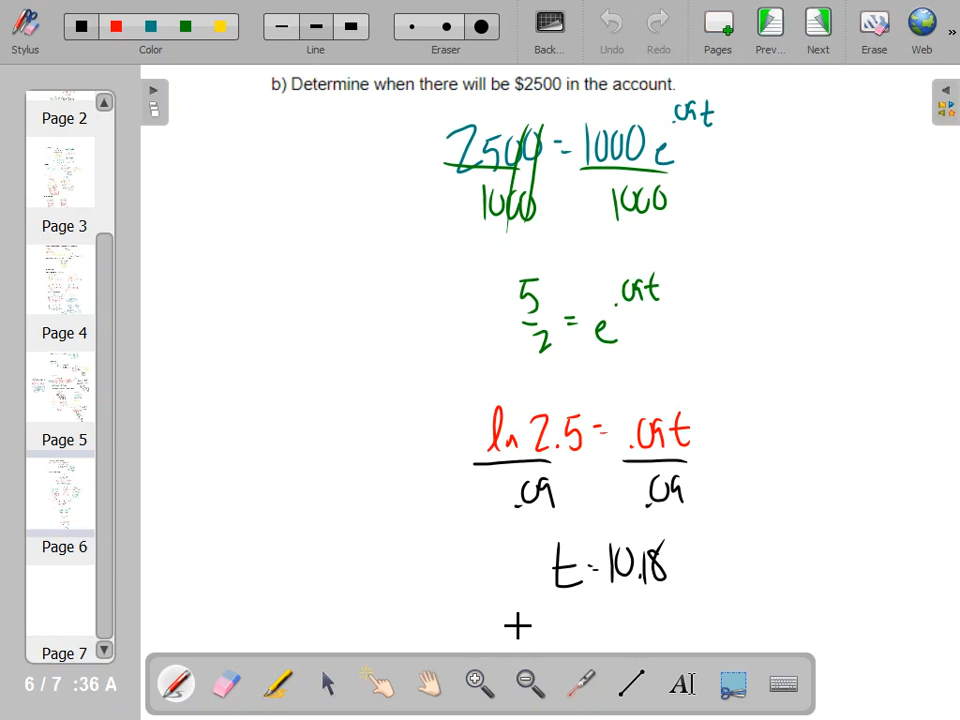 Stylus
Color
Line
Eraser
Back...
Undo
Redo
Pages
Prev...
Next
Erase
Web
»
Page 2
Page 3
Page 4
Page 5
Page 6
Page 7
6 / 7 :36 A
b) Determine when there will be $2500 in the account.
2500 = 1000 e^.09t
1000 1000
5/2 = e^.09t
ln 2.5 = .09t
.09 .09
t = 10.18
A